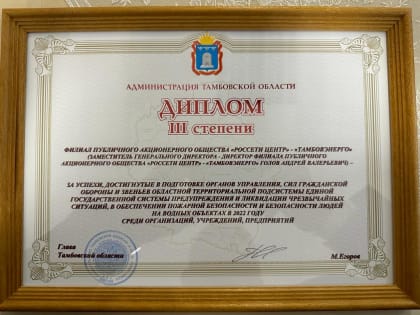 АДМИНИСТРАЦИЯ ТАМБОВСКОЙ ОБЛАСТИ
ДИПЛОМ
III степени
ФИЛИАЛ ПУБЛИЧНОГО АКЦИОНЕРНОГО ОБЩЕСТВА «РОССЕТИ ЦЕНТР» - «ТАМБОВЭНЕРГО»
(ЗАМЕСТИТЕЛЬ ГЕНЕРАЛЬНОГО ДИРЕКТОРА - ДИРЕКТОР ФИЛИАЛА ПУБЛИЧНОГО
АКЦИОНЕРНОГО ОБЩЕСТВА «РОССЕТИ ЦЕНТР» - «ТАМБОВЭНЕРГО» ГОЛОВ АНДРЕЙ ВАЛЕРЬЕВИЧ) –
ЗА УСПЕХИ, ДОСТИГНУТЫЕ В ПОДГОТОВКЕ ОРГАНОВ УПРАВЛЕНИЯ, СИЛ ГРАЖДАНСКОЙ
ОБОРОНЫ И ЗВЕНЬЕВ ОБЛАСТНОЙ ТЕРРИТОРИАЛЬНОЙ ПОДСИСТЕМЫ ЕДИНОЙ
ГОСУДАРСТВЕННОЙ СИСТЕМЫ ПРЕДУПРЕЖДЕНИЯ И ЛИКВИДАЦИИ ЧРЕЗВЫЧАЙНЫХ
СИТУАЦИЙ, В ОБЕСПЕЧЕНИИ ПОЖАРНОЙ БЕЗОПАСНОСТИ И БЕЗОПАСНОСТИ ЛЮДЕЙ
НА ВОДНЫХ ОБЪЕКТАХ В 2022 ГОДУ
СРЕДИ ОРГАНИЗАЦИЙ, УЧРЕЖДЕНИЙ, ПРЕДПРИЯТИЙ
Глава
Тамбовской области
М.Егоров